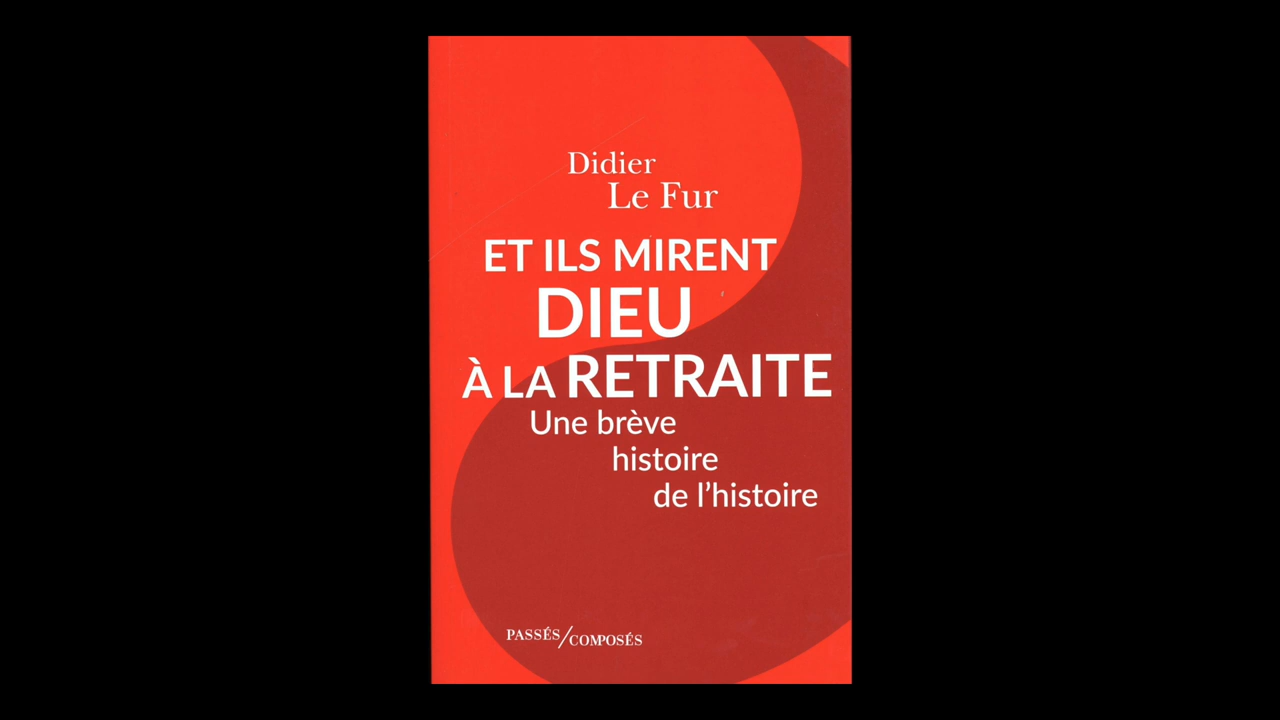 Didier
Le Fur
ET ILS MIRENT
DIEU
À LA RETRAITE
Une brève
histoire
de l’histoire
PASSÉS/COMPOSÉS